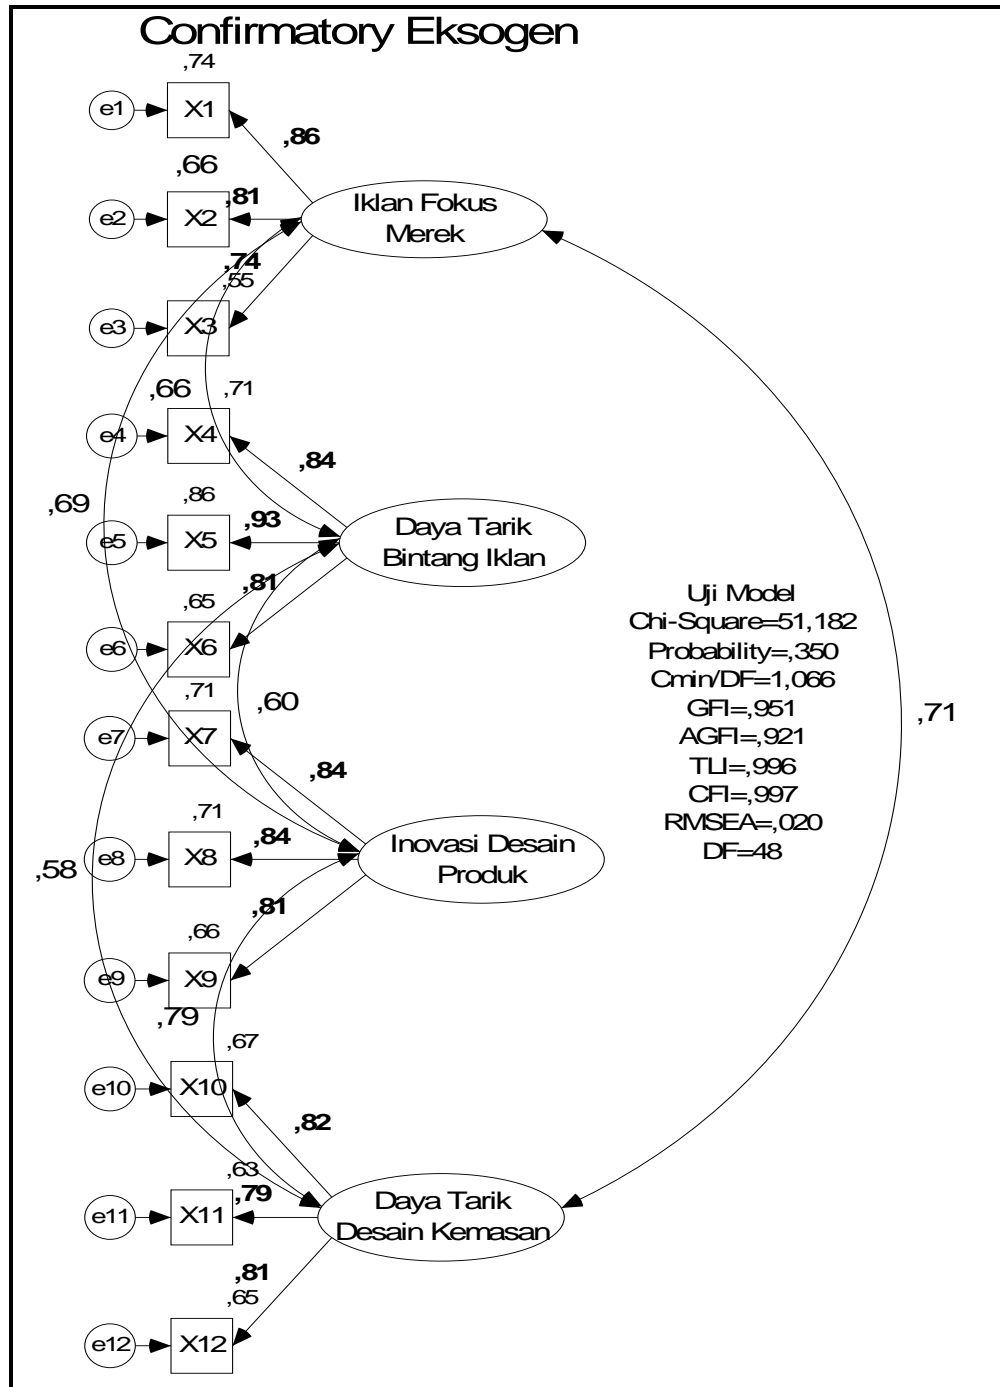 Confirmatory Eksogen
,74
e1
X1
,86
,66
e2
X2
,81
Iklan Fokus
Merek
,74
,55
e3
X3
,66
,71
e4
X4
,84
,69
,86
e5
X5
,93
Daya Tarik
Bintang Iklan
,81
,65
e6
X6
Uji Model
Chi-Square=51,182
Probability=,350
Cmin/DF=1,066
GFI=,951
AGFI=,921
TLI=,996
CFI=,997
RMSEA=,020
DF=48
,71
,60
,71
e7
X7
,84
,71
e8
X8
,84
Inovasi Desain
Produk
,58
,81
,66
e9
X9
,79
,67
e10
X10
,82
,63
e11
X11
,79
Daya Tarik
Desain Kemasan
,81
,65
e12
X12